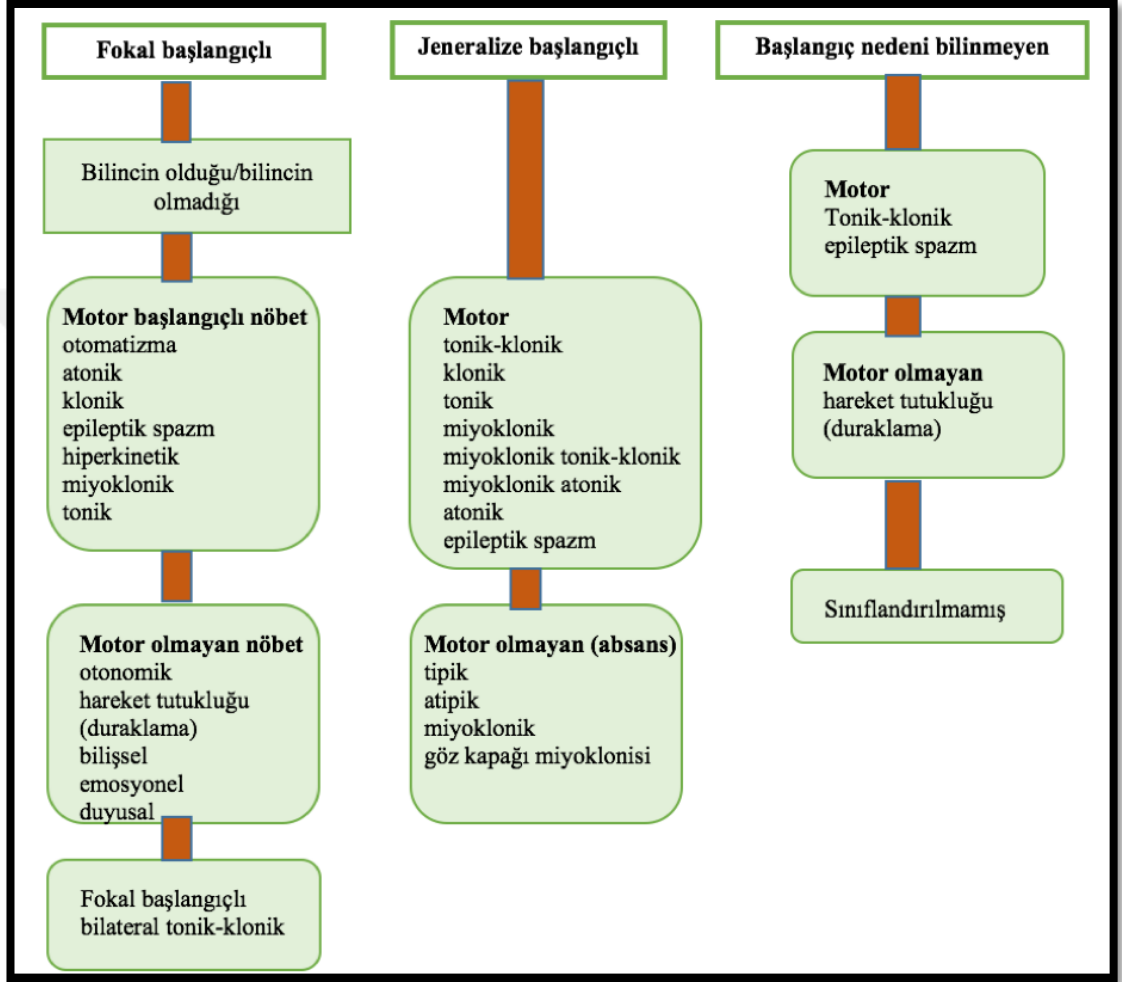 Fokal başlangıçlı
Bilincin olduğu/bilincin
olmadığı
Motor başlangıçlı nöbet
otomatizma
atonik
klonik
epileptik spazm
hiperkinetik
miyoklonik
tonik
Motor olmayan nöbet
otonomik
hareket tutukluğu
(duraklama)
bilişsel
emosyonel
duyusal
Fokal başlangıçlı
bilateral tonik-klonik
Jeneralize başlangıçlı
Motor
tonik-klonik
klonik
tonik
miyoklonik
miyoklonik tonik-klonik
miyoklonik atonik
atonik
epileptik spazm
Motor olmayan (absans)
tipik
atipik
miyoklonik
göz kapağı miyoklonisi
Başlangıç nedeni bilinmeyen
Motor
Tonik-klonik
epileptik spazm
Motor olmayan
hareket tutukluğu
(duraklama)
Sınıflandırılmamış